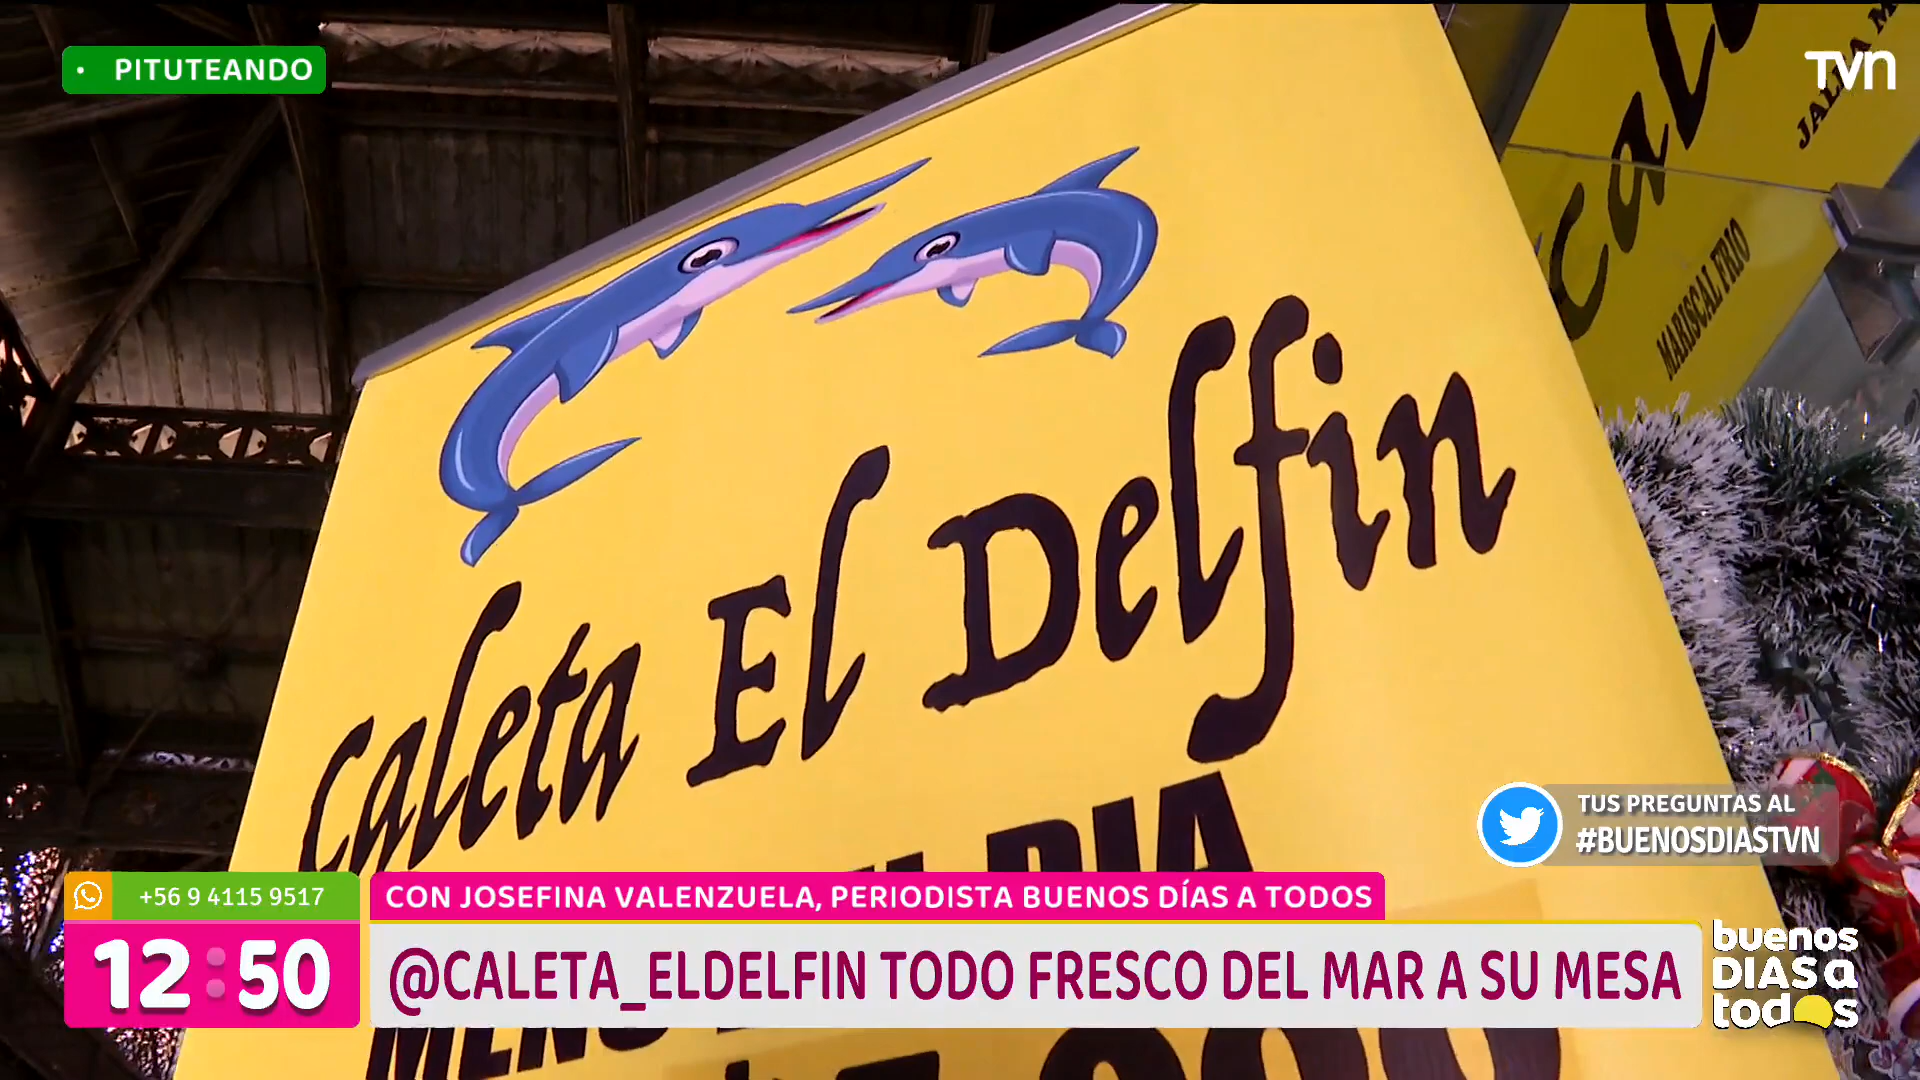 PITUTEANDO
TVN
MARISCAL FRIO
Caleta El Delfin
DIA
TUS PREGUNTAS AL
#BUENOSDIASTVN
+56 9 4115 9517
CON JOSEFINA VALENZUELA, PERIODISTA BUENOS DÍAS A TODOS
12:50
@CALETA_ELDELFIN TODO FRESCO DEL MAR A SU MESA
buenos
DIAS a
todos